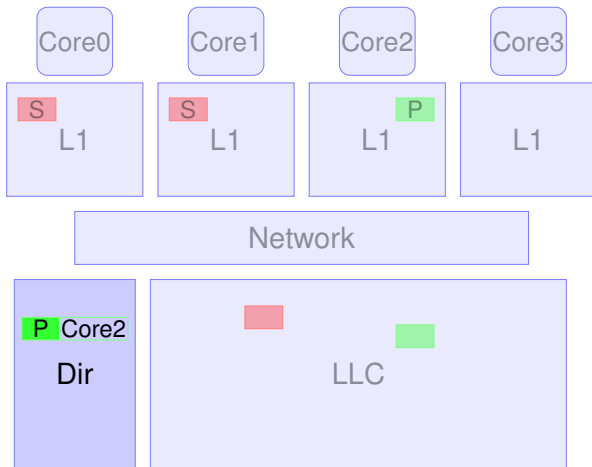 Core0 Core1 Core2 Core3
S S P
L1 L1 L1 L1
Network
P Core2
Dir LLC